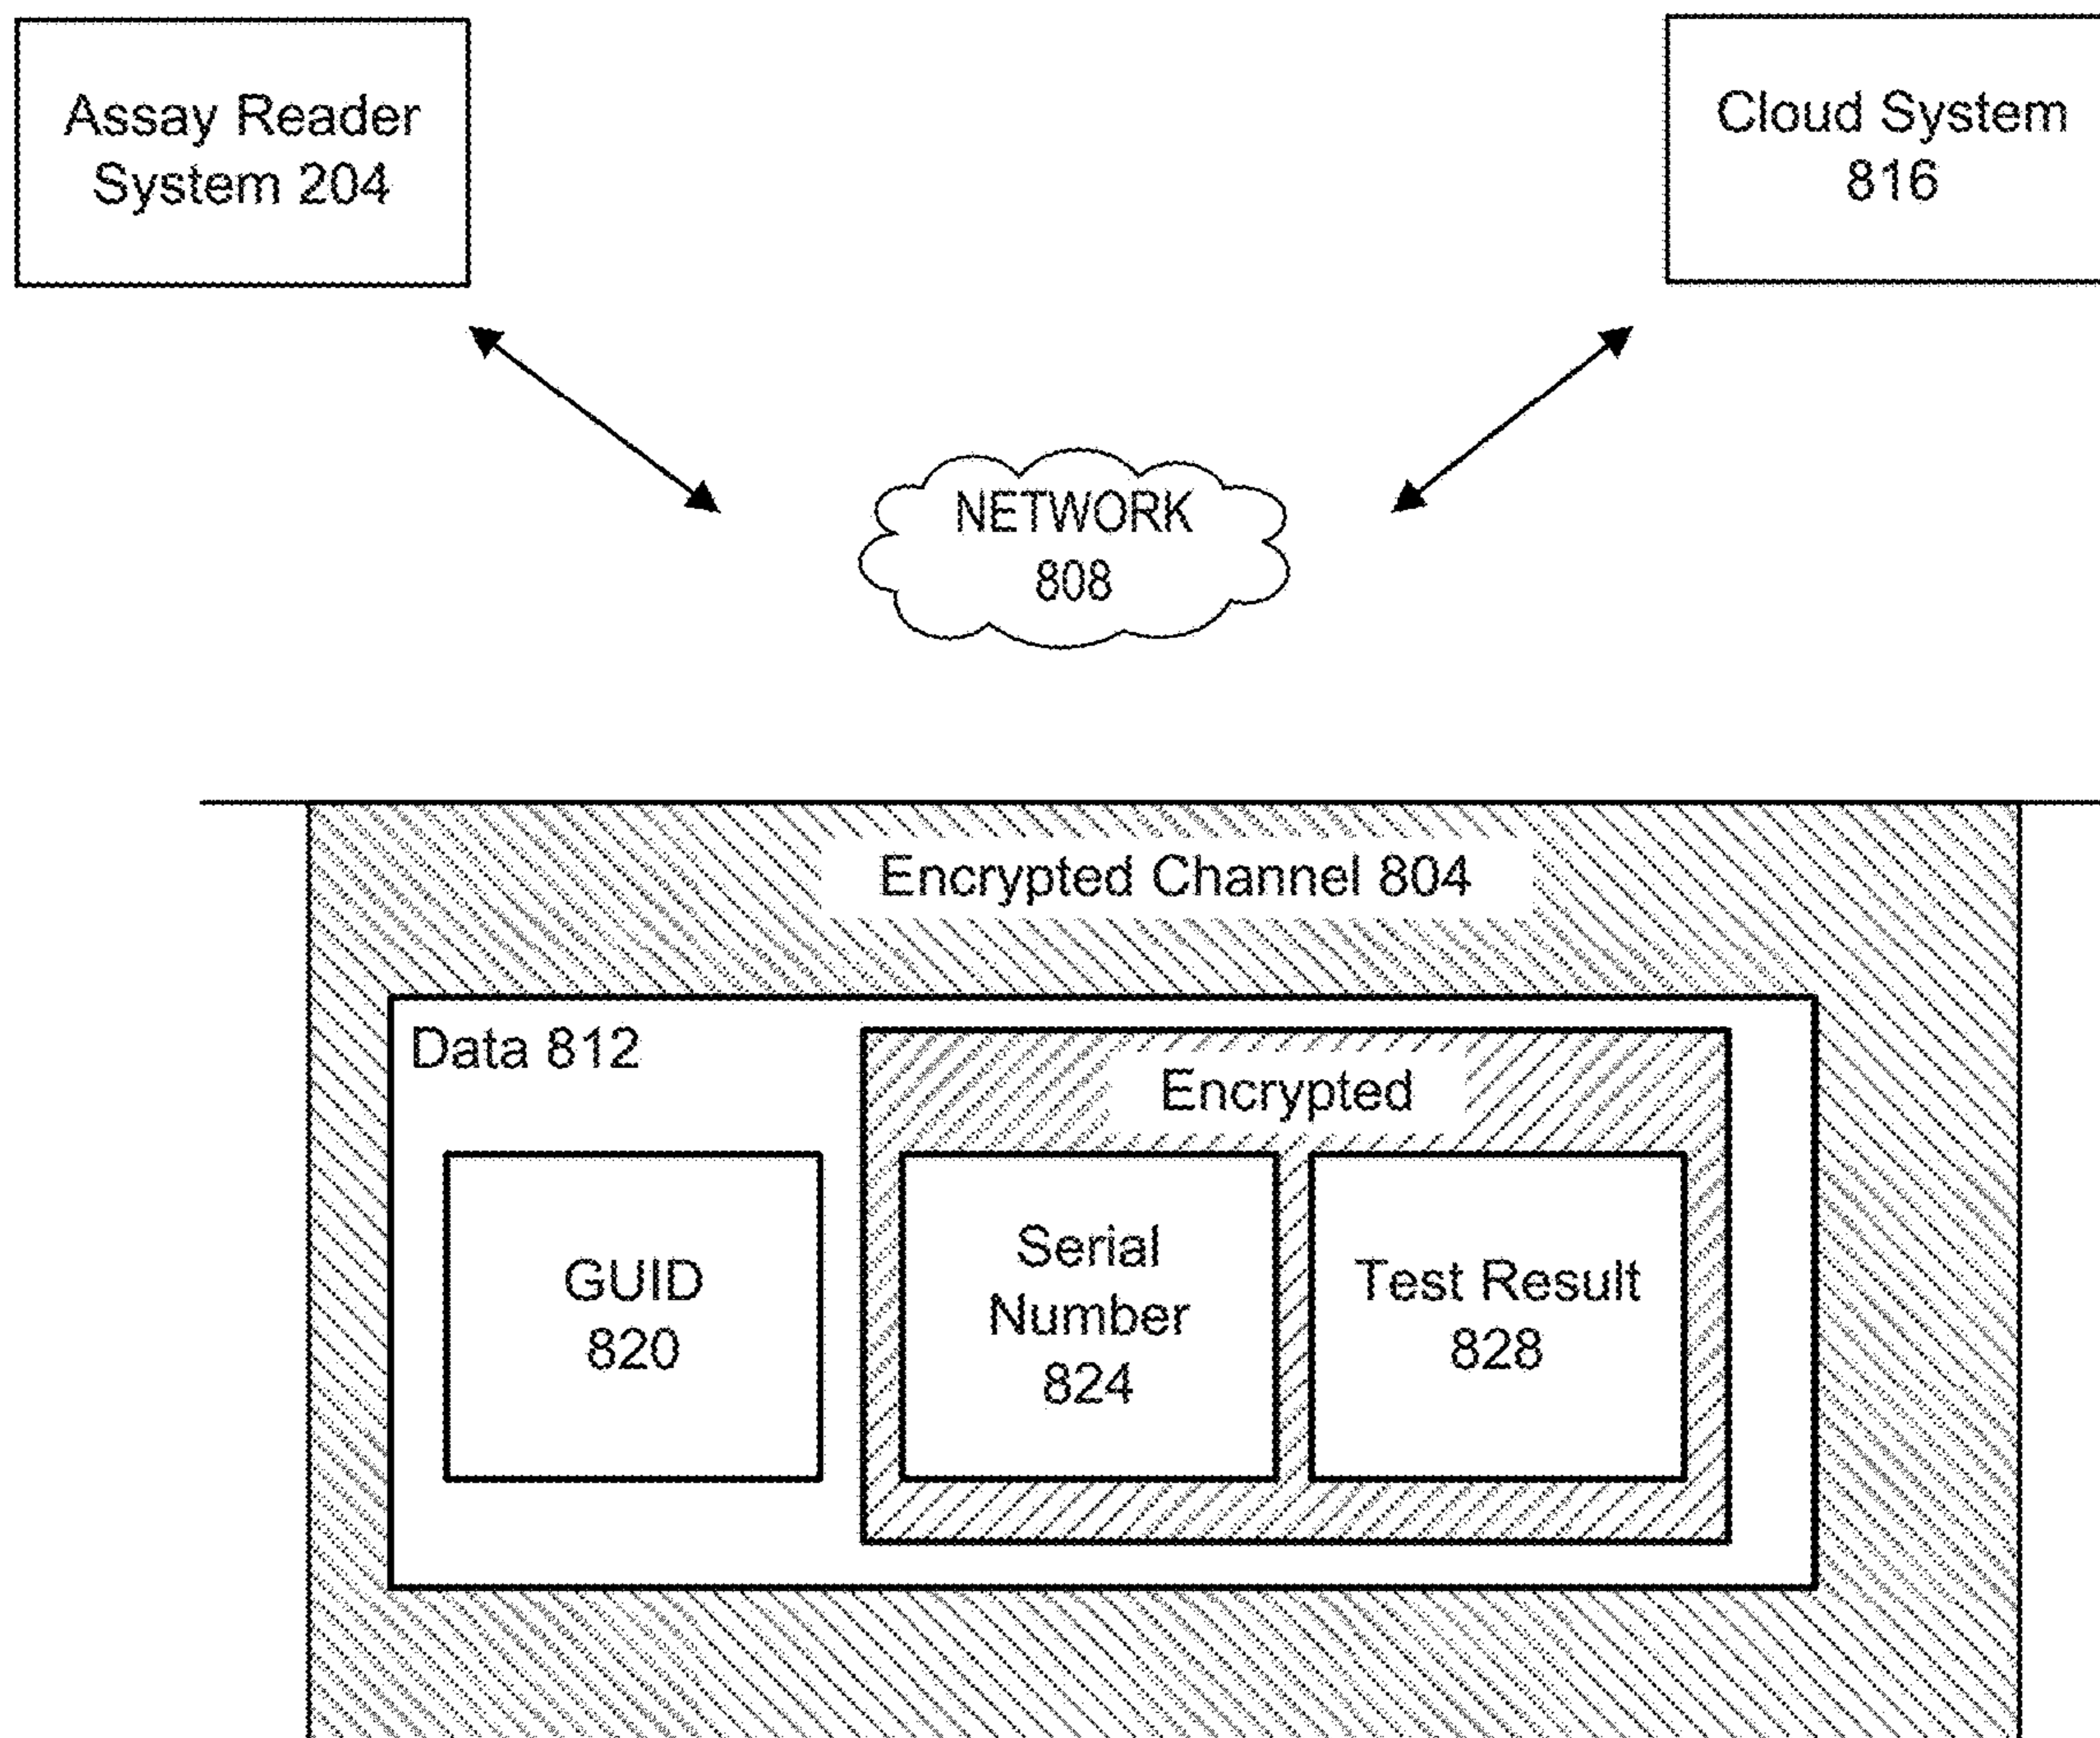 Assay Reader
System 204
Cloud System
816
NETWORK
808
Encrypted Channel 804
Data 812
Encrypted
GUID
820
Serial
Number
824
Test Result
828